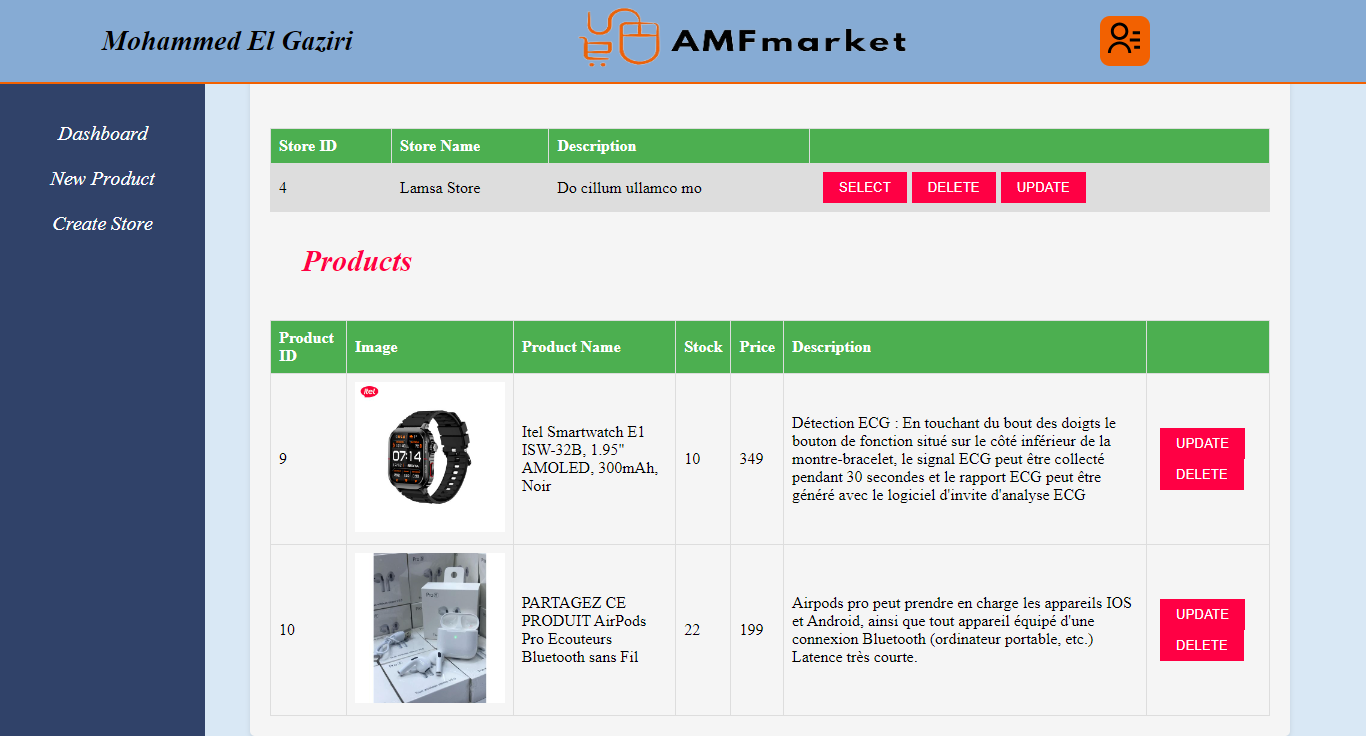 Mohammed El Gaziri
AMFmarket
Dashboard
New Product
Create Store
Store ID
Store Name
Description
4
Lamsa Store
Do cillum ullamco mo
SELECT
DELETE
UPDATE
Products
Product
ID
Image
Product Name
Stock
Price
Description
9
itel
07:14
Itel Smartwatch E1
ISW-32B, 1.95"
AMOLED, 300mAh,
Noir
10
349
Détection ECG : En touchant du bout des doigts le
bouton de fonction situé sur le côté inférieur de la
montre-bracelet, le signal ECG peut être collecté
pendant 30 secondes et le rapport ECG peut être
généré avec le logiciel d'invite d'analyse ECG
UPDATE
DELETE
10
PARTAGEZ CE
PRODUIT AirPods
Pro Ecouteurs
Bluetooth sans Fil
22
199
Airpods pro peut prendre en charge les appareils IOS
et Android, ainsi que tout appareil équipé d'une
connexion Bluetooth (ordinateur portable, etc.)
Latence très courte.
UPDATE
DELETE